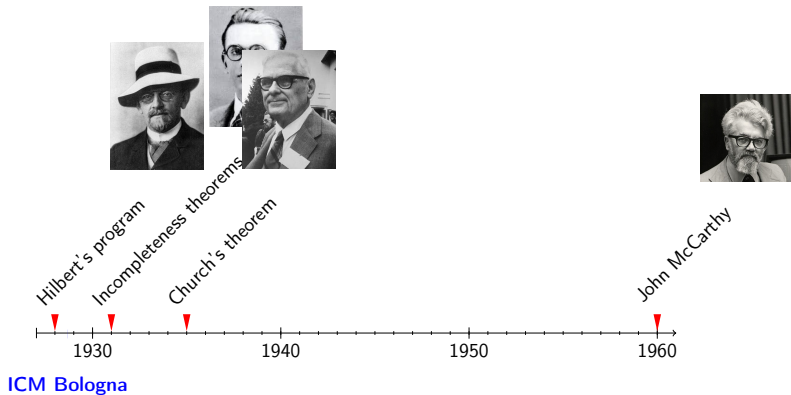 Hilbert's program
Incompleteness theorems
Church's theorem
John McCarthy
1930
1940
1950
1960
ICM Bologna